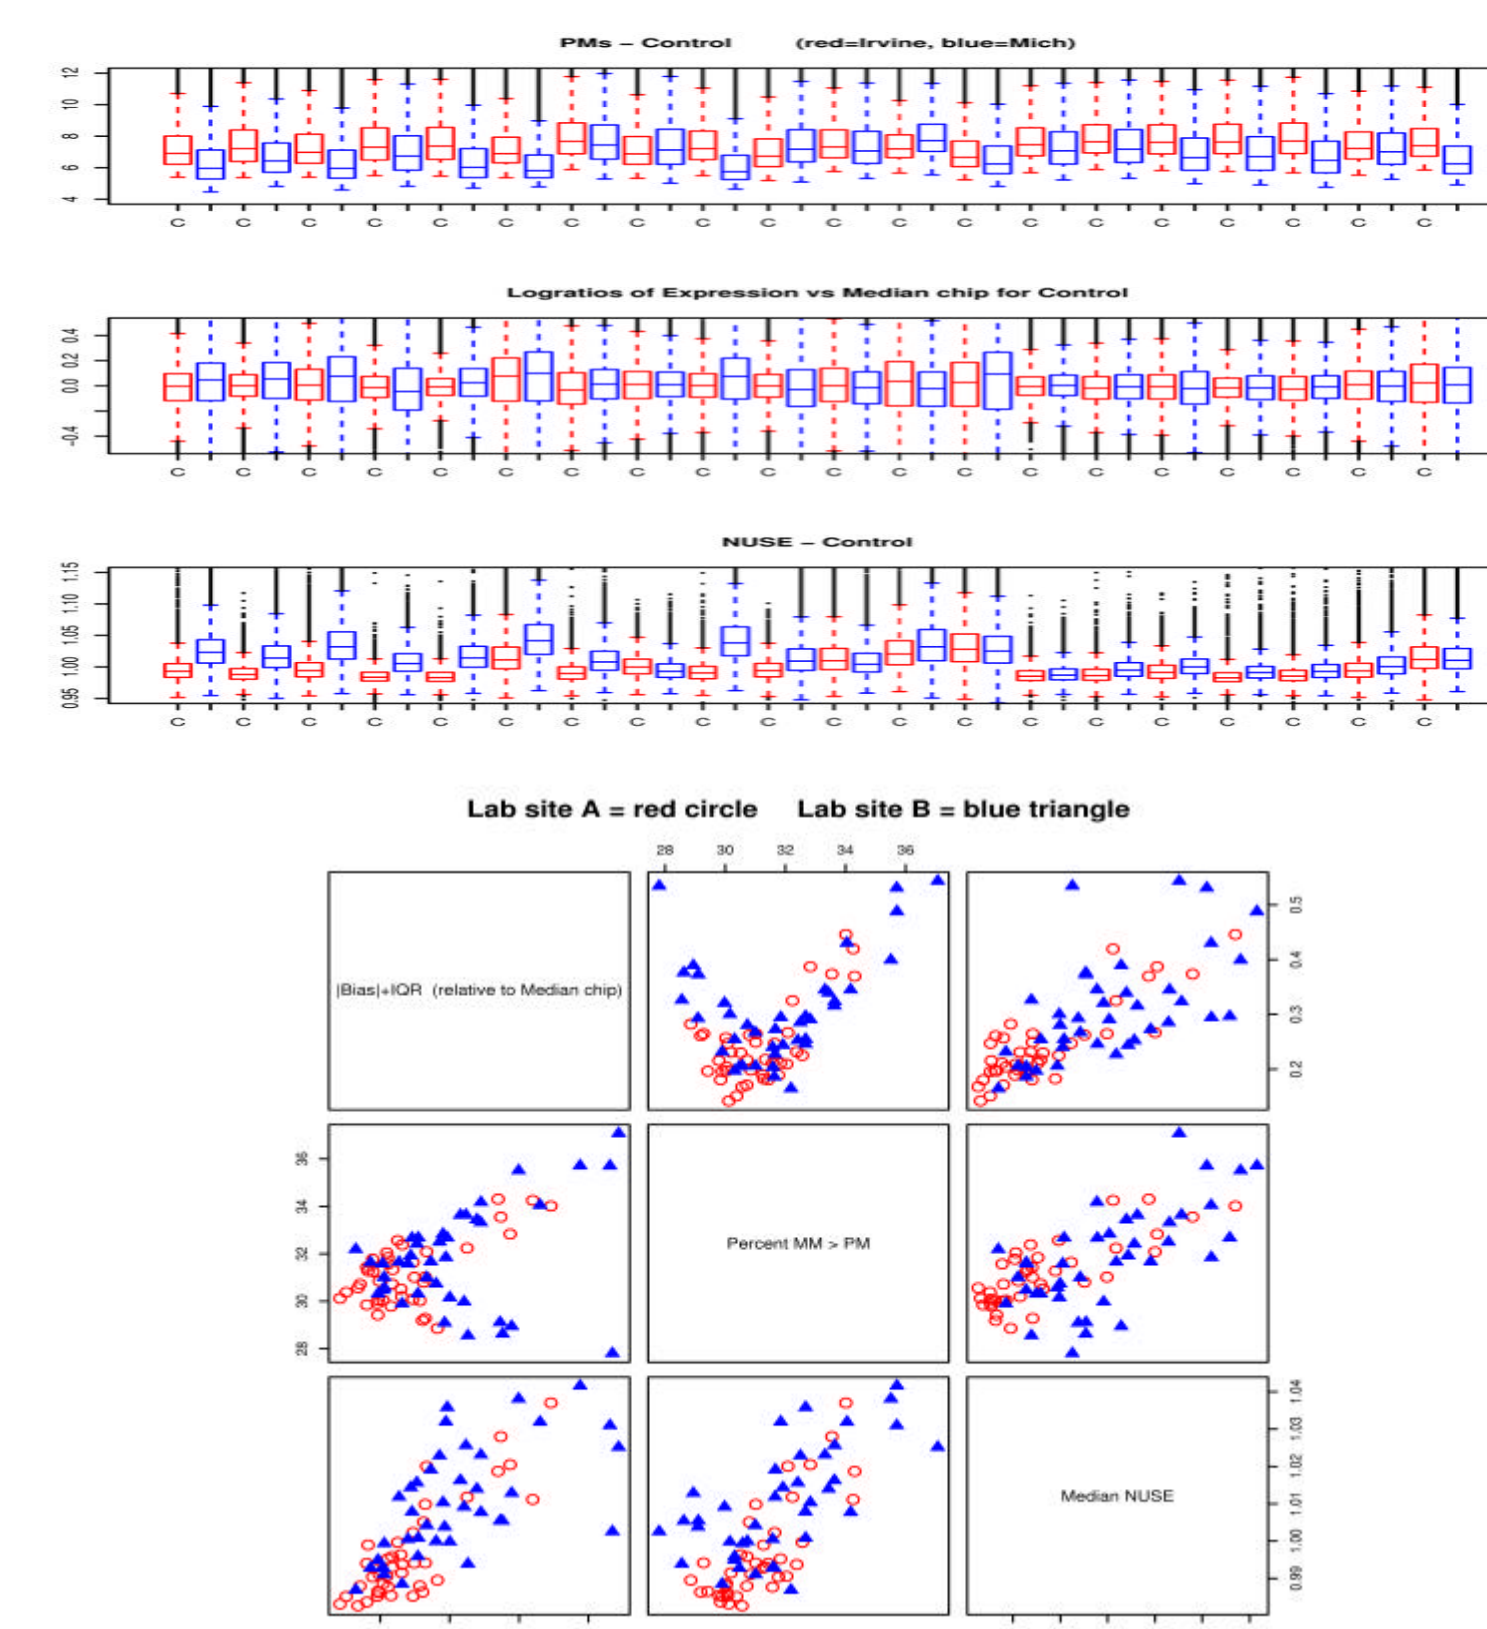 PMs – Control (red=Irvine, blue=Mich)
12
10
8
6
4
C C C C C C C C C C C C C C C C C C C C
Logratios of Expression vs Median chip for Control
0.4
0.2
0.0
–0.4
C C C C C C C C C C C C C C C C C C C C
NUSE – Control
1.15
1.10
1.05
1.00
0.95
C C C C C C C C C C C C C C C C C C C C
Lab site A = red circle Lab site B = blue triangle
28 30 32 34 36
|Bias|+IQR (relative to Median chip)
0.5
0.4
0.3
0.2
36
34
32
30
28
Percent MM > PM
Median NUSE
1.04
1.03
1.02
1.01
1.00
0.99